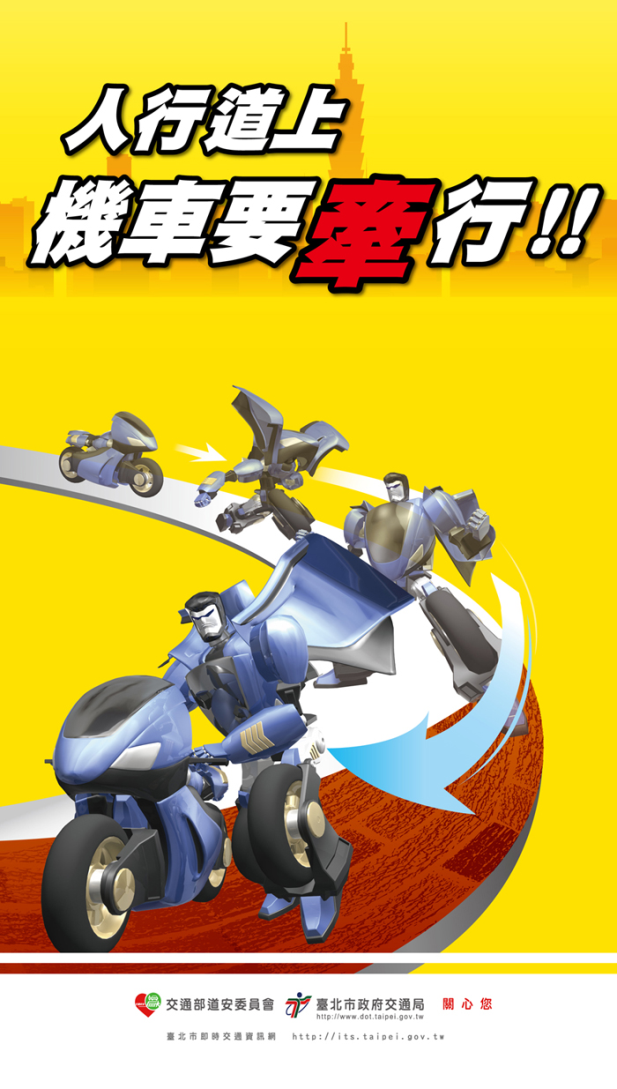 人行道上
機車要牽行!!
交通部道安委員會 臺北市政府交通局 關心您
http://www.dot.taipei.gov.tw
臺北市即時交通資訊網 http://its.taipei.gov.tw